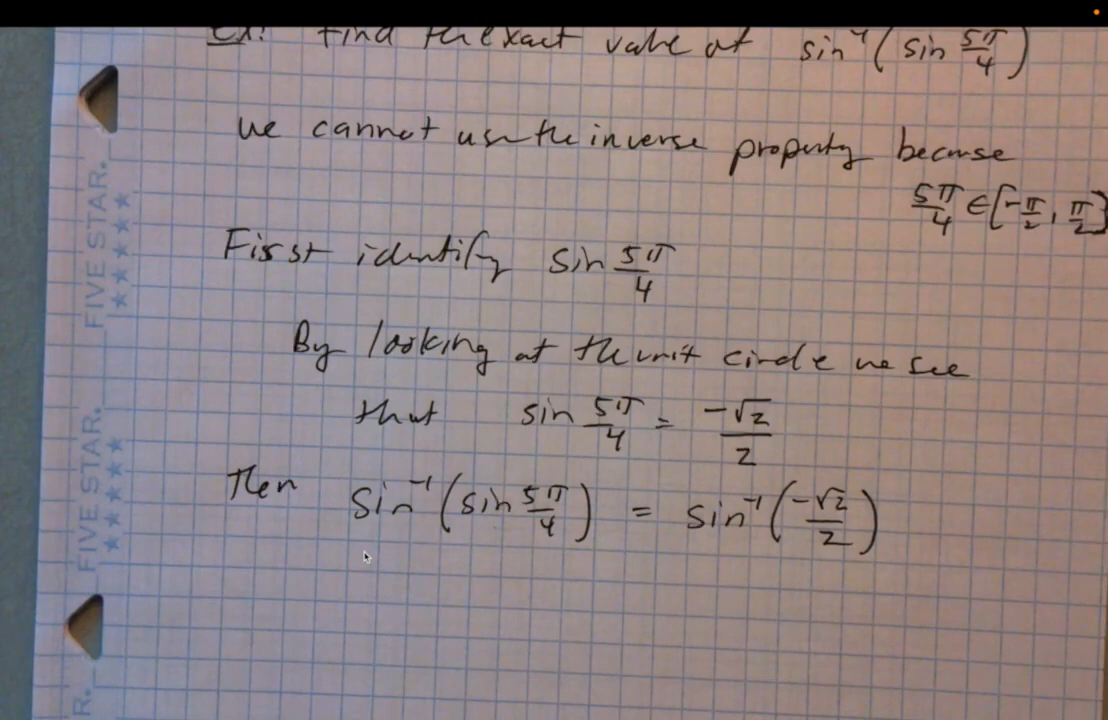 Ex: Find the exact value of sin⁻¹(sin 5π/4)
we cannot use the inverse property because
5π/4 ∈ [-π/2, π/2]
First identify sin 5π/4
By looking at the unit circle we see
that sin 5π/4 = -√2/2
Then sin⁻¹(sin 5π/4) = sin⁻¹(-√2/2)
FIVE STAR.
FIVE STAR.
R.